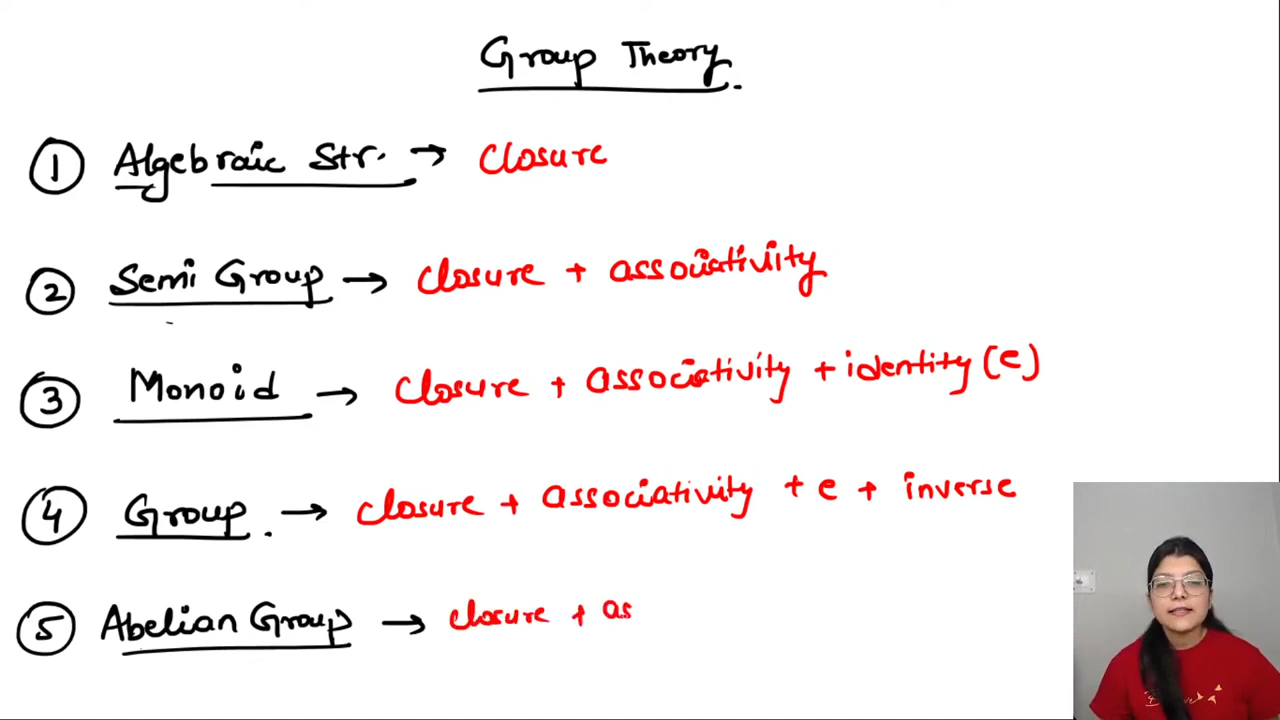 Group Theory.
① Algebraic Str. → closure
② Semi Group → closure + associativity
③ Monoid → closure + associativity + identity (e)
④ Group. → closure + associativity + e + inverse
⑤ Abelian Group → closure + as